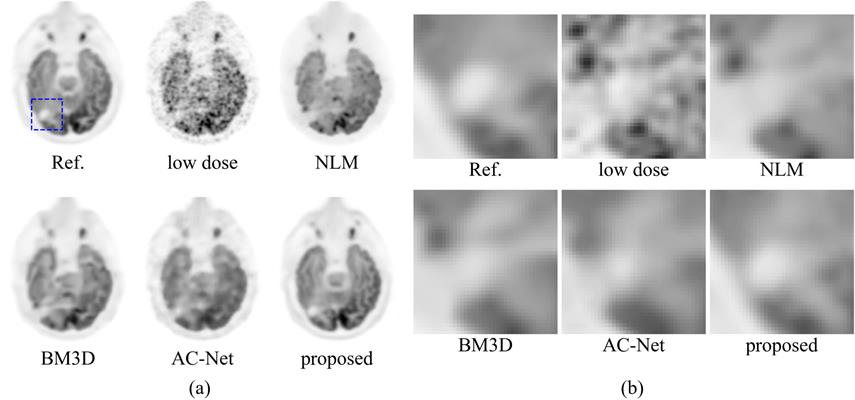 Ref.
low dose
NLM
BM3D
AC-Net
proposed
(a)
Ref.
low dose
NLM
BM3D
AC-Net
proposed
(b)